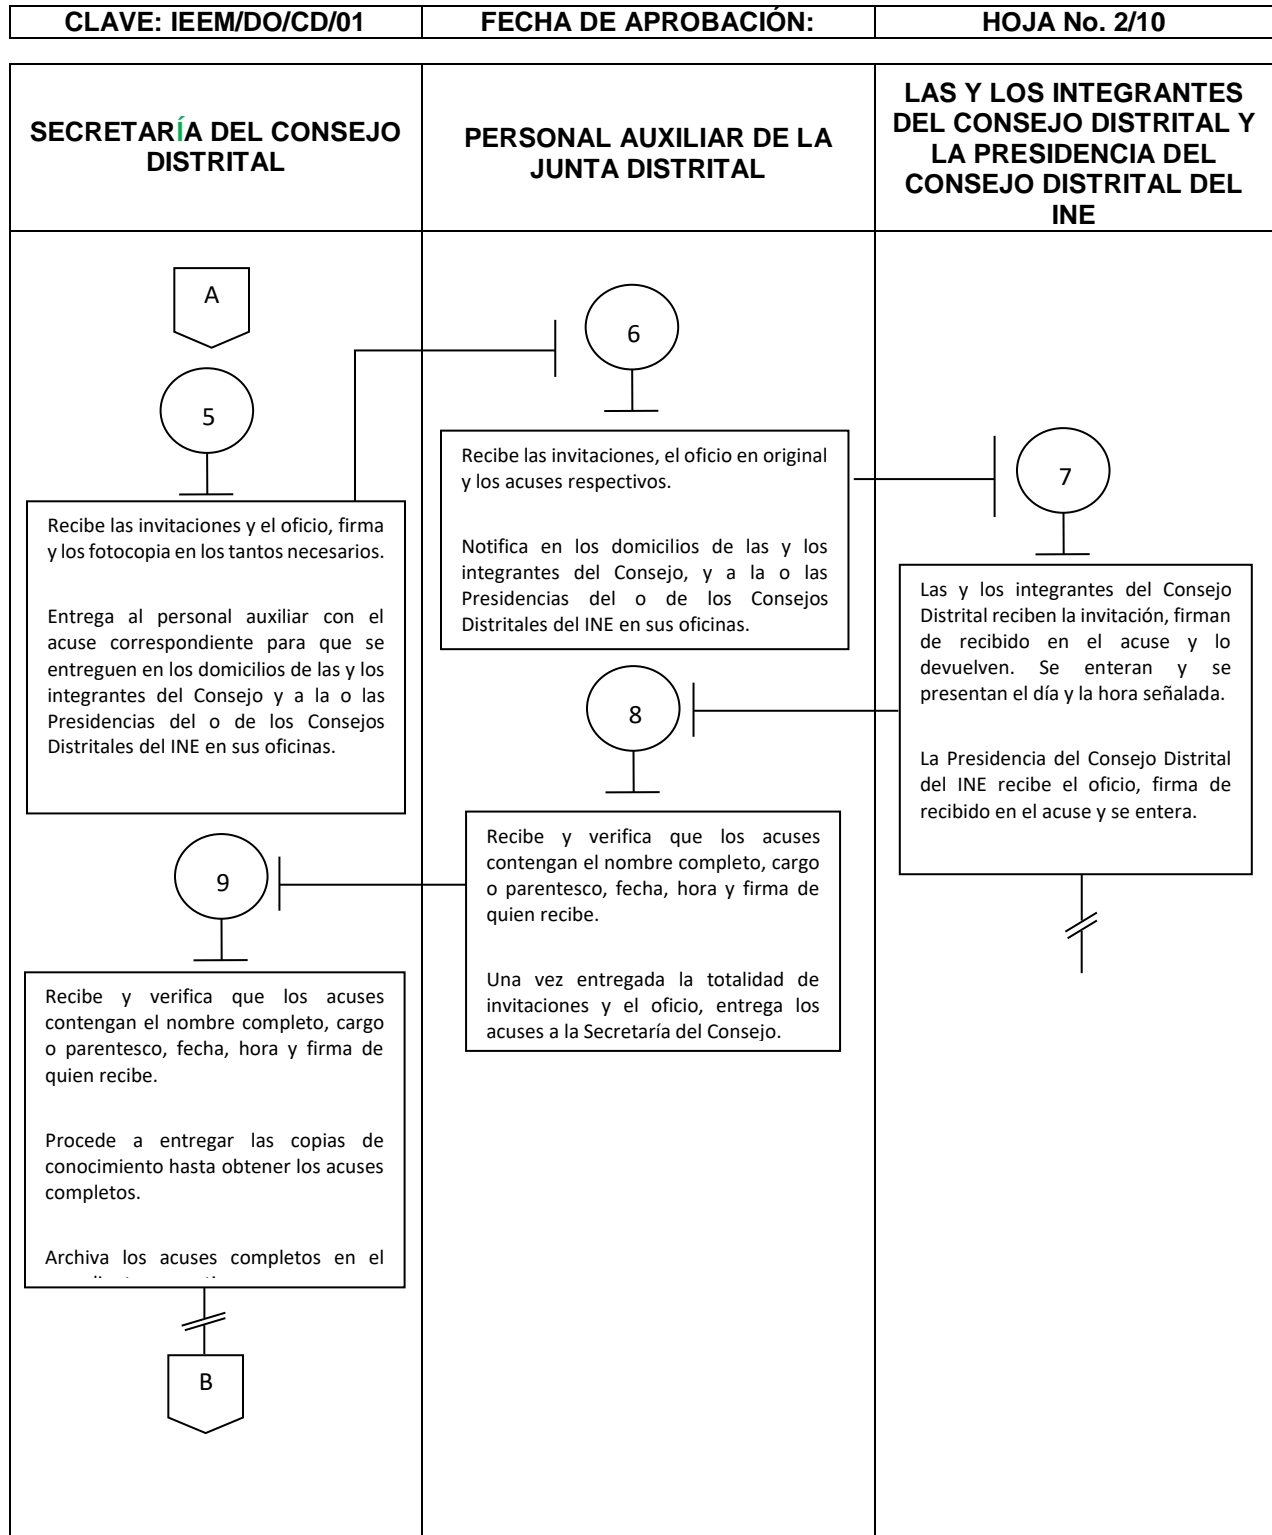 CLAVE: IEEM/DO/CD/01
FECHA DE APROBACIÓN:
HOJA No. 2/10
SECRETARÍA DEL CONSEJO
DISTRITAL
PERSONAL AUXILIAR DE LA
JUNTA DISTRITAL
LAS Y LOS INTEGRANTES
DEL CONSEJO DISTRITAL Y
LA PRESIDENCIA DEL
CONSEJO DISTRITAL DEL
INE
A
5
Recibe las invitaciones y el oficio, firma
y los fotocopia en los tantos necesarios.
Entrega al personal auxiliar con el
acuse correspondiente para que se
entreguen en los domicilios de las y los
integrantes del Consejo y a la o las
Presidencias del o de los Consejos
Distritales del INE en sus oficinas.
6
Recibe las invitaciones, el oficio en original
y los acuses respectivos.
Notifica en los domicilios de las y los
integrantes del Consejo, y a la o las
Presidencias del o de los Consejos
Distritales del INE en sus oficinas.
7
Las y los integrantes del Consejo
Distrital reciben la invitación, firman
de recibido en el acuse y lo
devuelven. Se enteran y se
presentan el día y la hora señalada.
La Presidencia del Consejo Distrital
del INE recibe el oficio, firma de
recibido en el acuse y se entera.
8
Recibe y verifica que los acuses
contengan el nombre completo, cargo
o parentesco, fecha, hora y firma de
quien recibe.
Una vez entregada la totalidad de
invitaciones y el oficio, entrega los
acuses a la Secretaría del Consejo.
9
Recibe y verifica que los acuses
contengan el nombre completo, cargo
o parentesco, fecha, hora y firma de
quien recibe.
Procede a entregar las copias de
conocimiento hasta obtener los acuses
completos.
Archiva los acuses completos en el
B